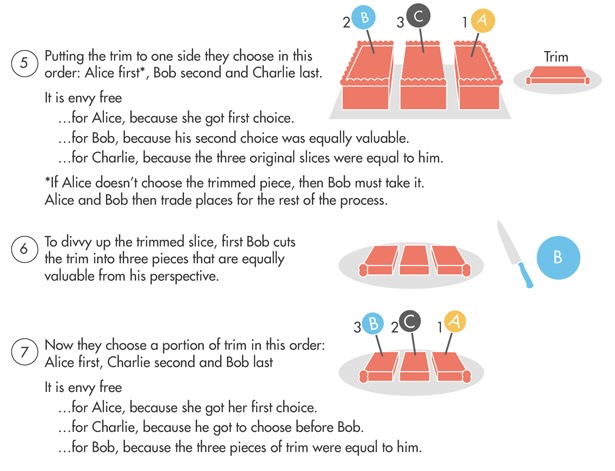 2 B 3 C 1 A
5 Putting the trim to one side they choose in this
order: Alice first*, Bob second and Charlie last.
Trim
It is envy free
...for Alice, because she got first choice.
...for Bob, because his second choice was equally valuable.
...for Charlie, because the three original slices were equal to him.
*If Alice doesn't choose the trimmed piece, then Bob must take it.
Alice and Bob then trade places for the rest of the process.
6 To divvy up the trimmed slice, first Bob cuts
the trim into three pieces that are equally
valuable from his perspective.
B
3 B 2 C 1 A
7 Now they choose a portion of trim in this order:
Alice first, Charlie second and Bob last
It is envy free
...for Alice, because she got her first choice.
...for Charlie, because he got to choose before Bob.
...for Bob, because the three pieces of trim were equal to him.